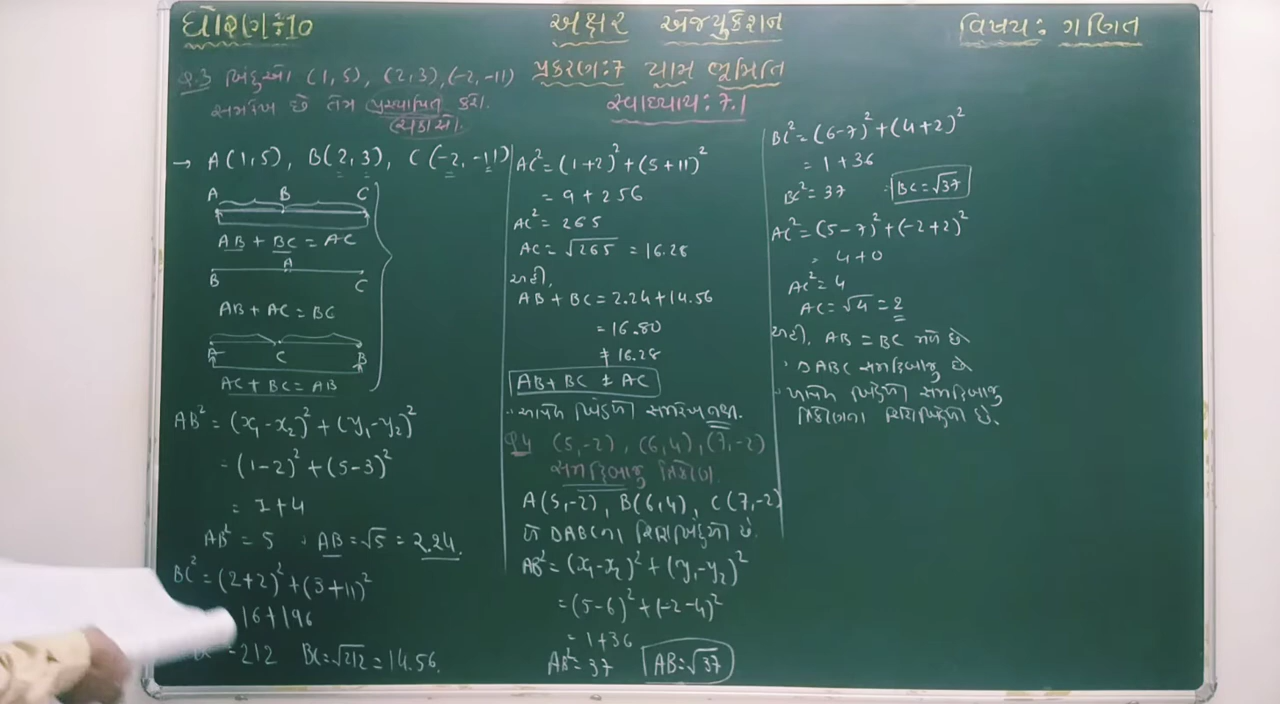 ધોરણ:10
અક્ષર એજ્યુકેશન
વિષય: ગણિત
પ્રકરણ:7 યામ ભૂમિતિ
સ્વાધ્યાય: 7.1
Q.3 બિંદુઓ (1,5), (2,3), (-2,-11)
સમરેખ છે તેમ પ્રસ્થાપિત કરો.
(ચકાસો.
→ A(1,5), B(2,3), C(-2,-11)
A B C
AB + BC = AC
B A C
AB + AC = BC
A C B
AC + BC = AB
AB² = (x₁-x₂)² + (y₁-y₂)²
= (1-2)² + (5-3)²
= 1+4
AB² = 5 ∴ AB = √5 = 2.24.
BC² = (2+2)² + (3+11)²
16+196
=212 BC=√212 = 14.56.
AC² = (1+2)² + (5+11)²
= 9 + 256
AC² = 265
AC = √265 = 16.28
અહી,
AB + BC = 2.24 + 14.56
= 16.80
≠ 16.28
AB + BC ≠ AC
∴ આપેલ બિંદુઓ સમરેખ નથી.
Q4 (5,-2), (6,4), (7,-2)
સમદ્વિબાજુ ત્રિકોણ.
A(5,-2), B(6,4), C(7,-2)
એ ΔABCના શિરોબિંદુઓ છે.
AB² = (x₁-x₂)² + (y₁-y₂)²
= (5-6)² + (-2-4)²
= 1+36
AB² = 37 AB=√37
BC² = (6-7)² + (4+2)²
= 1+36
BC² = 37 ∴ BC=√37
AC² = (5-7)² + (-2+2)²
= 4+0
AC² = 4
AC = √4 = 2
અહી, AB = BC મળે છે
∴ ΔABC સમદ્વિબાજુ છે
∴ આપેલ બિંદુઓ સમદ્વિબાજુ
ત્રિકોણના શિરોબિંદુઓ છે.